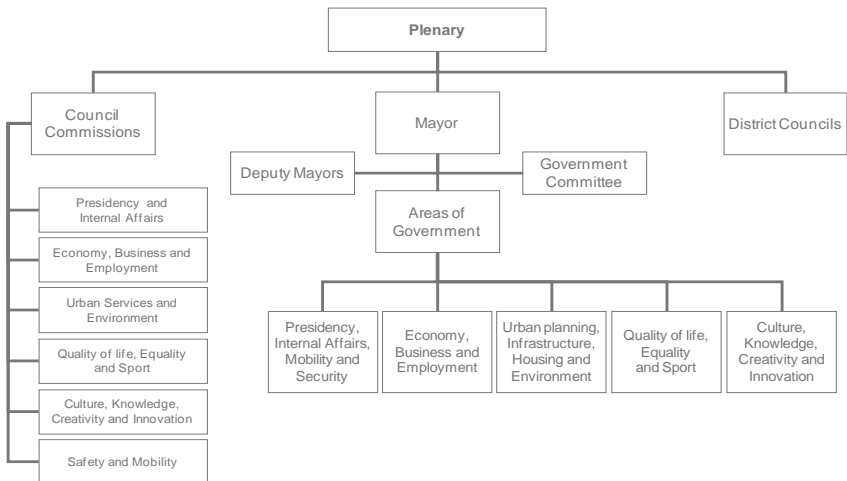 Plenary
Council
Commissions
Mayor
District Councils
Deputy Mayors
Government
Committee
Areas of
Government
Presidency and
Internal Affairs
Economy, Business and
Employment
Urban Services and
Environment
Quality of life, Equality
and Sport
Culture, Knowledge,
Creativity and Innovation
Safety and Mobility
Presidency,
Internal Affairs,
Mobility and
Security
Economy,
Business and
Employment
Urban planning,
Infrastructure,
Housing and
Environment
Quality of life,
Equality
and Sport
Culture,
Knowledge,
Creativity and
Innovation